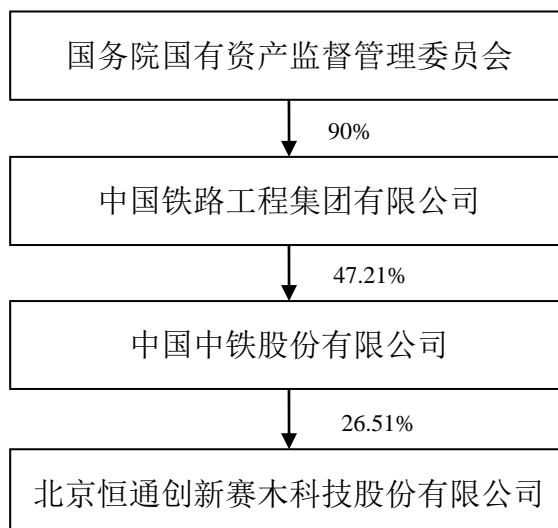 国务院国有资产监督管理委员会
90%
中国铁路工程集团有限公司
47.21%
中国中铁股份有限公司
26.51%
北京恒通创新赛木科技股份有限公司